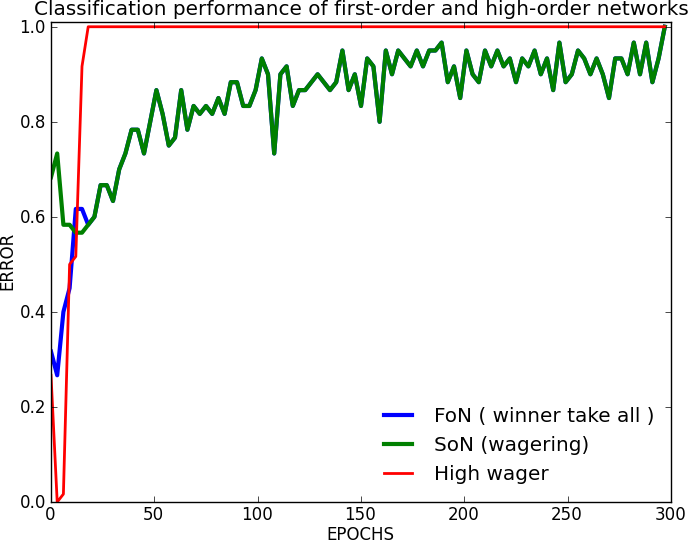 Classification performance of first-order and high-order networks
1.0
0.8
0.6
0.4
0.2
0.0
ERROR
FoN ( winner take all )
SoN (wagering)
High wager
0 50 100 150 200 250 300
EPOCHS